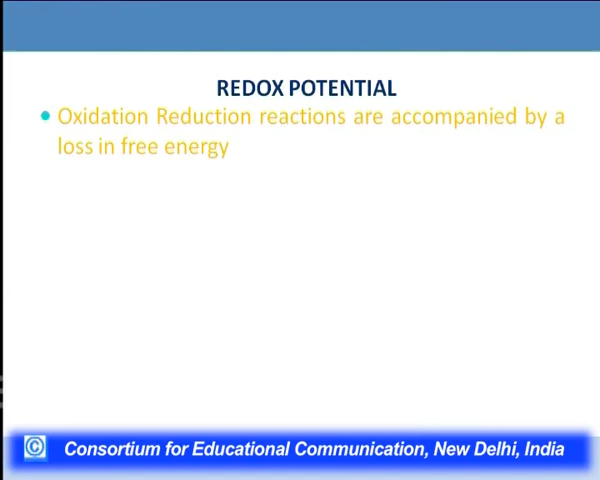 REDOX POTENTIAL
• Oxidation Reduction reactions are accompanied by a
loss in free energy
© Consortium for Educational Communication, New Delhi, India